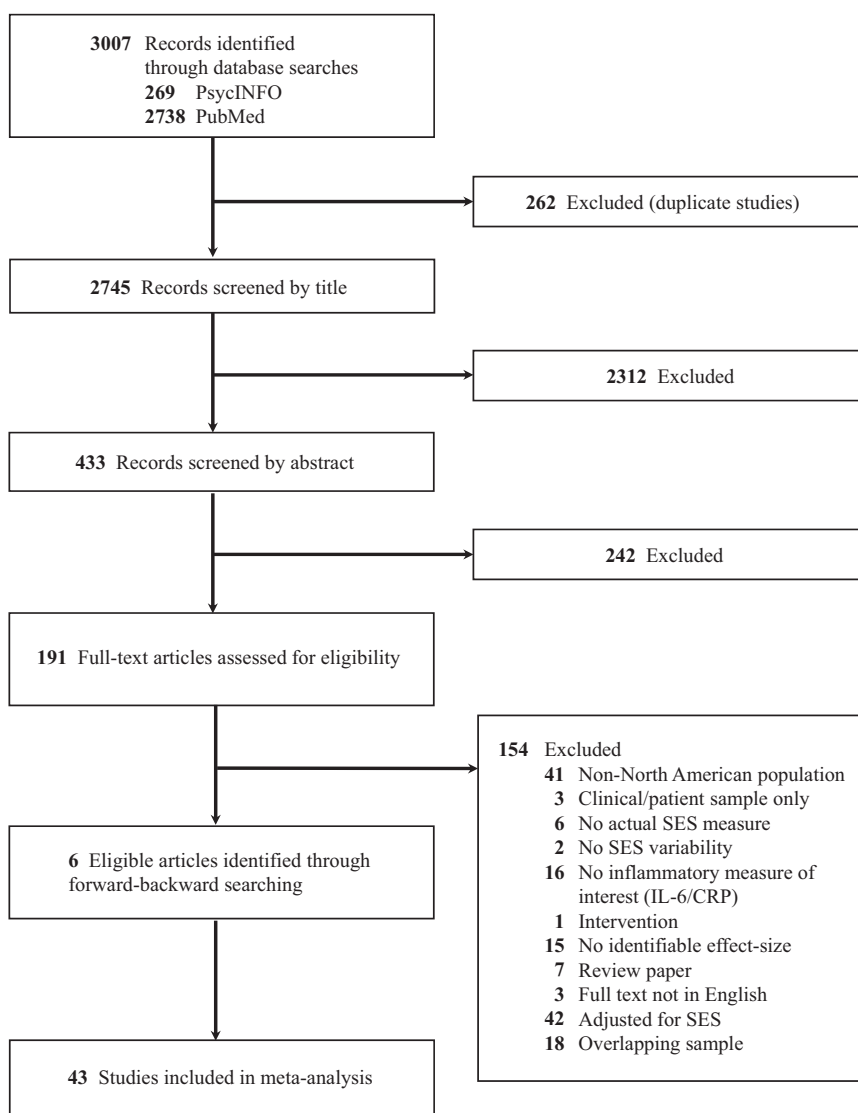 3007 Records identified
through database searches
269 PsycINFO
2738 PubMed
262 Excluded (duplicate studies)
2745 Records screened by title
2312 Excluded
433 Records screened by abstract
242 Excluded
191 Full-text articles assessed for eligibility
154 Excluded
41 Non-North American population
3 Clinical/patient sample only
6 No actual SES measure
2 No SES variability
16 No inflammatory measure of
interest (IL-6/CRP)
1 Intervention
15 No identifiable effect-size
7 Review paper
3 Full text not in English
42 Adjusted for SES
18 Overlapping sample
6 Eligible articles identified through
forward-backward searching
43 Studies included in meta-analysis